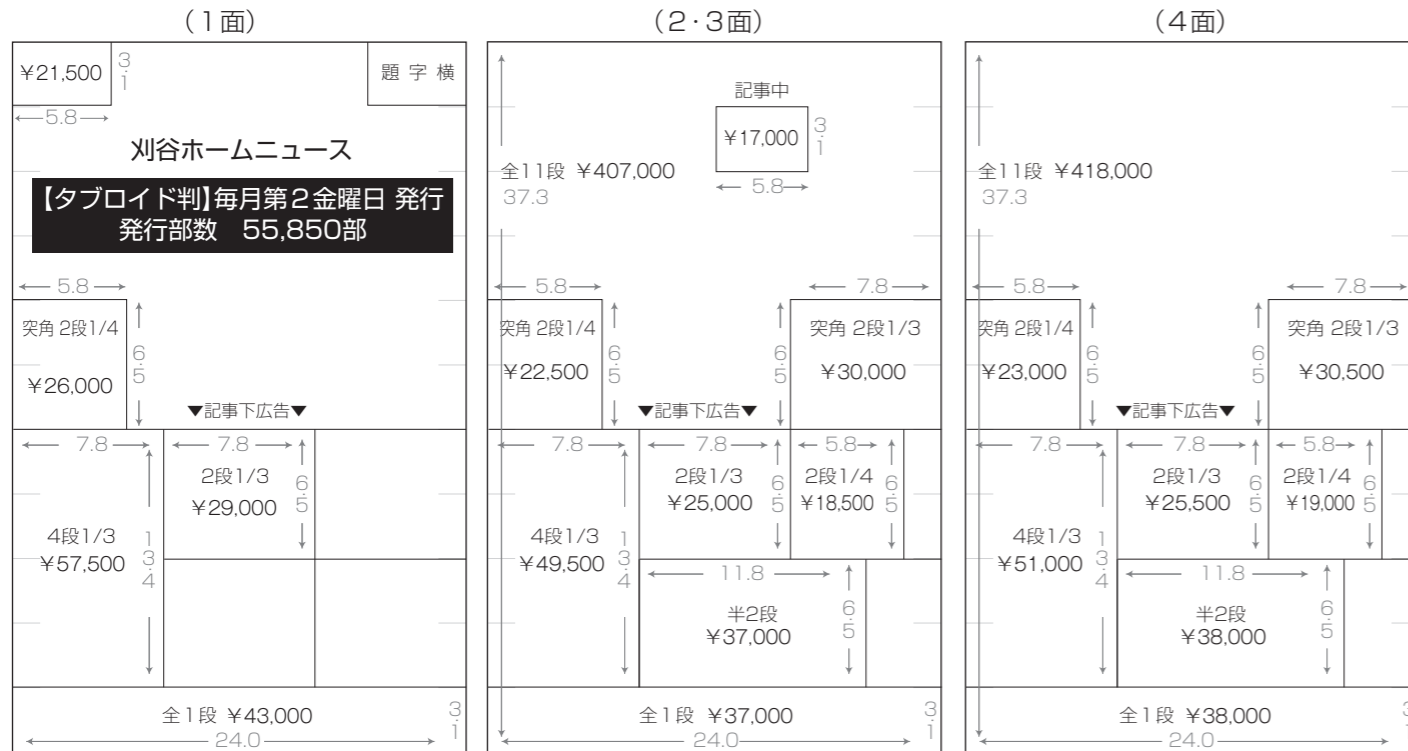 (1面)
¥21,500
3.1
題字横
5.8
刈谷ホームニュース
【タブロイド判】毎月第2金曜日 発行
発行部数 55,850部
5.8
突角 2段1/4
¥26,000
6.5
▼記事下広告▼
7.8
4段1/3
¥57,500
13.4
7.8
2段1/3
¥29,000
6.5
全1段 ¥43,000
3.1
24.0
(2・3面)
記事中
¥17,000
3.1
5.8
全11段 ¥407,000
37.3
5.8
突角 2段1/4
¥22,500
6.5
7.8
突角 2段1/3
¥30,000
6.5
▼記事下広告▼
7.8
4段1/3
¥49,500
13.4
7.8
2段1/3
¥25,000
6.5
5.8
2段1/4
¥18,500
6.5
11.8
半2段
¥37,000
6.5
全1段 ¥37,000
3.1
24.0
(4面)
全11段 ¥418,000
37.3
5.8
突角 2段1/4
¥23,000
6.5
7.8
突角 2段1/3
¥30,500
6.5
▼記事下広告▼
7.8
4段1/3
¥51,000
13.4
7.8
2段1/3
¥25,500
6.5
5.8
2段1/4
¥19,000
6.5
11.8
半2段
¥38,000
6.5
全1段 ¥38,000
3.1
24.0